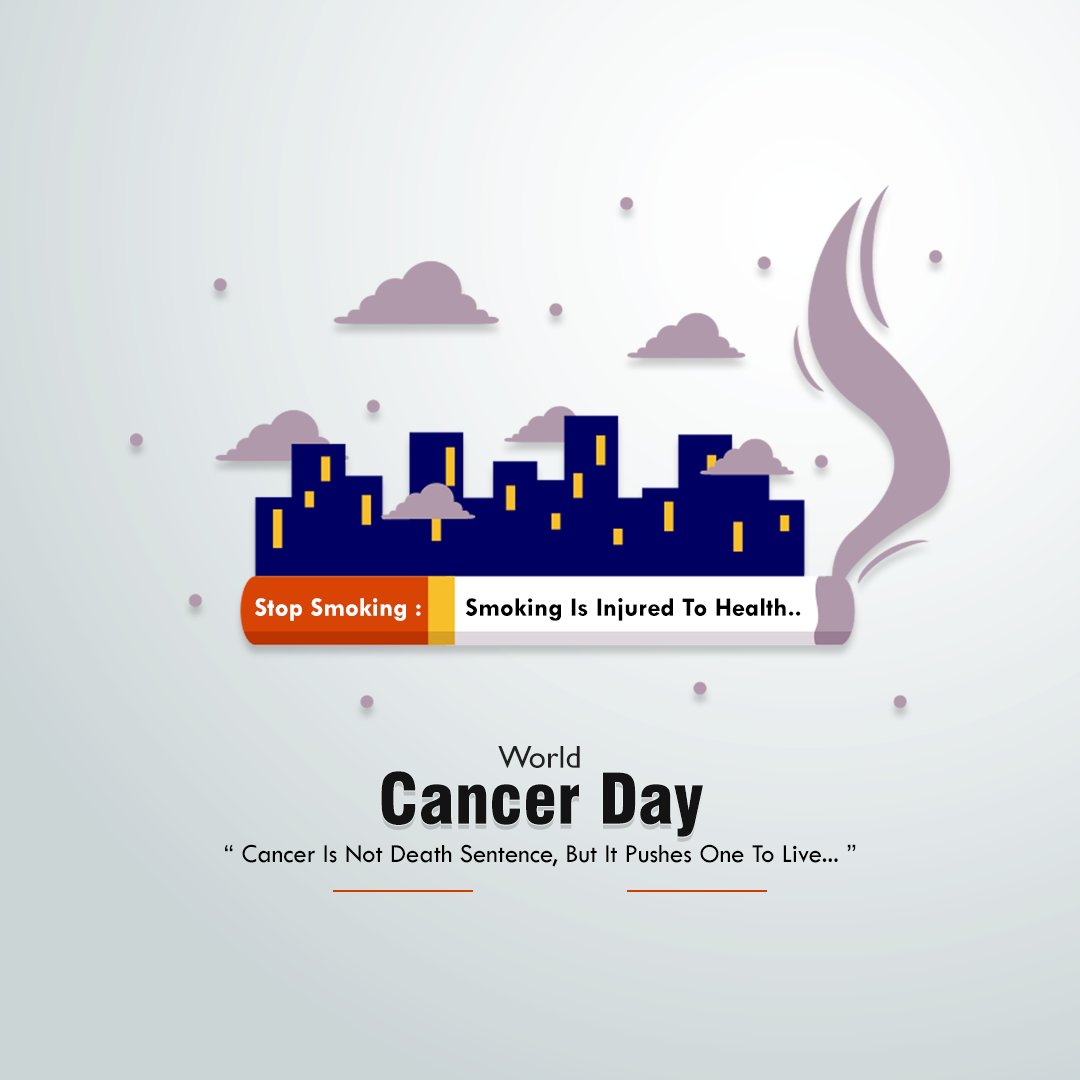 Stop Smoking : Smoking Is Injured To Health..
World
Cancer Day
“ Cancer Is Not Death Sentence, But It Pushes One To Live... ”